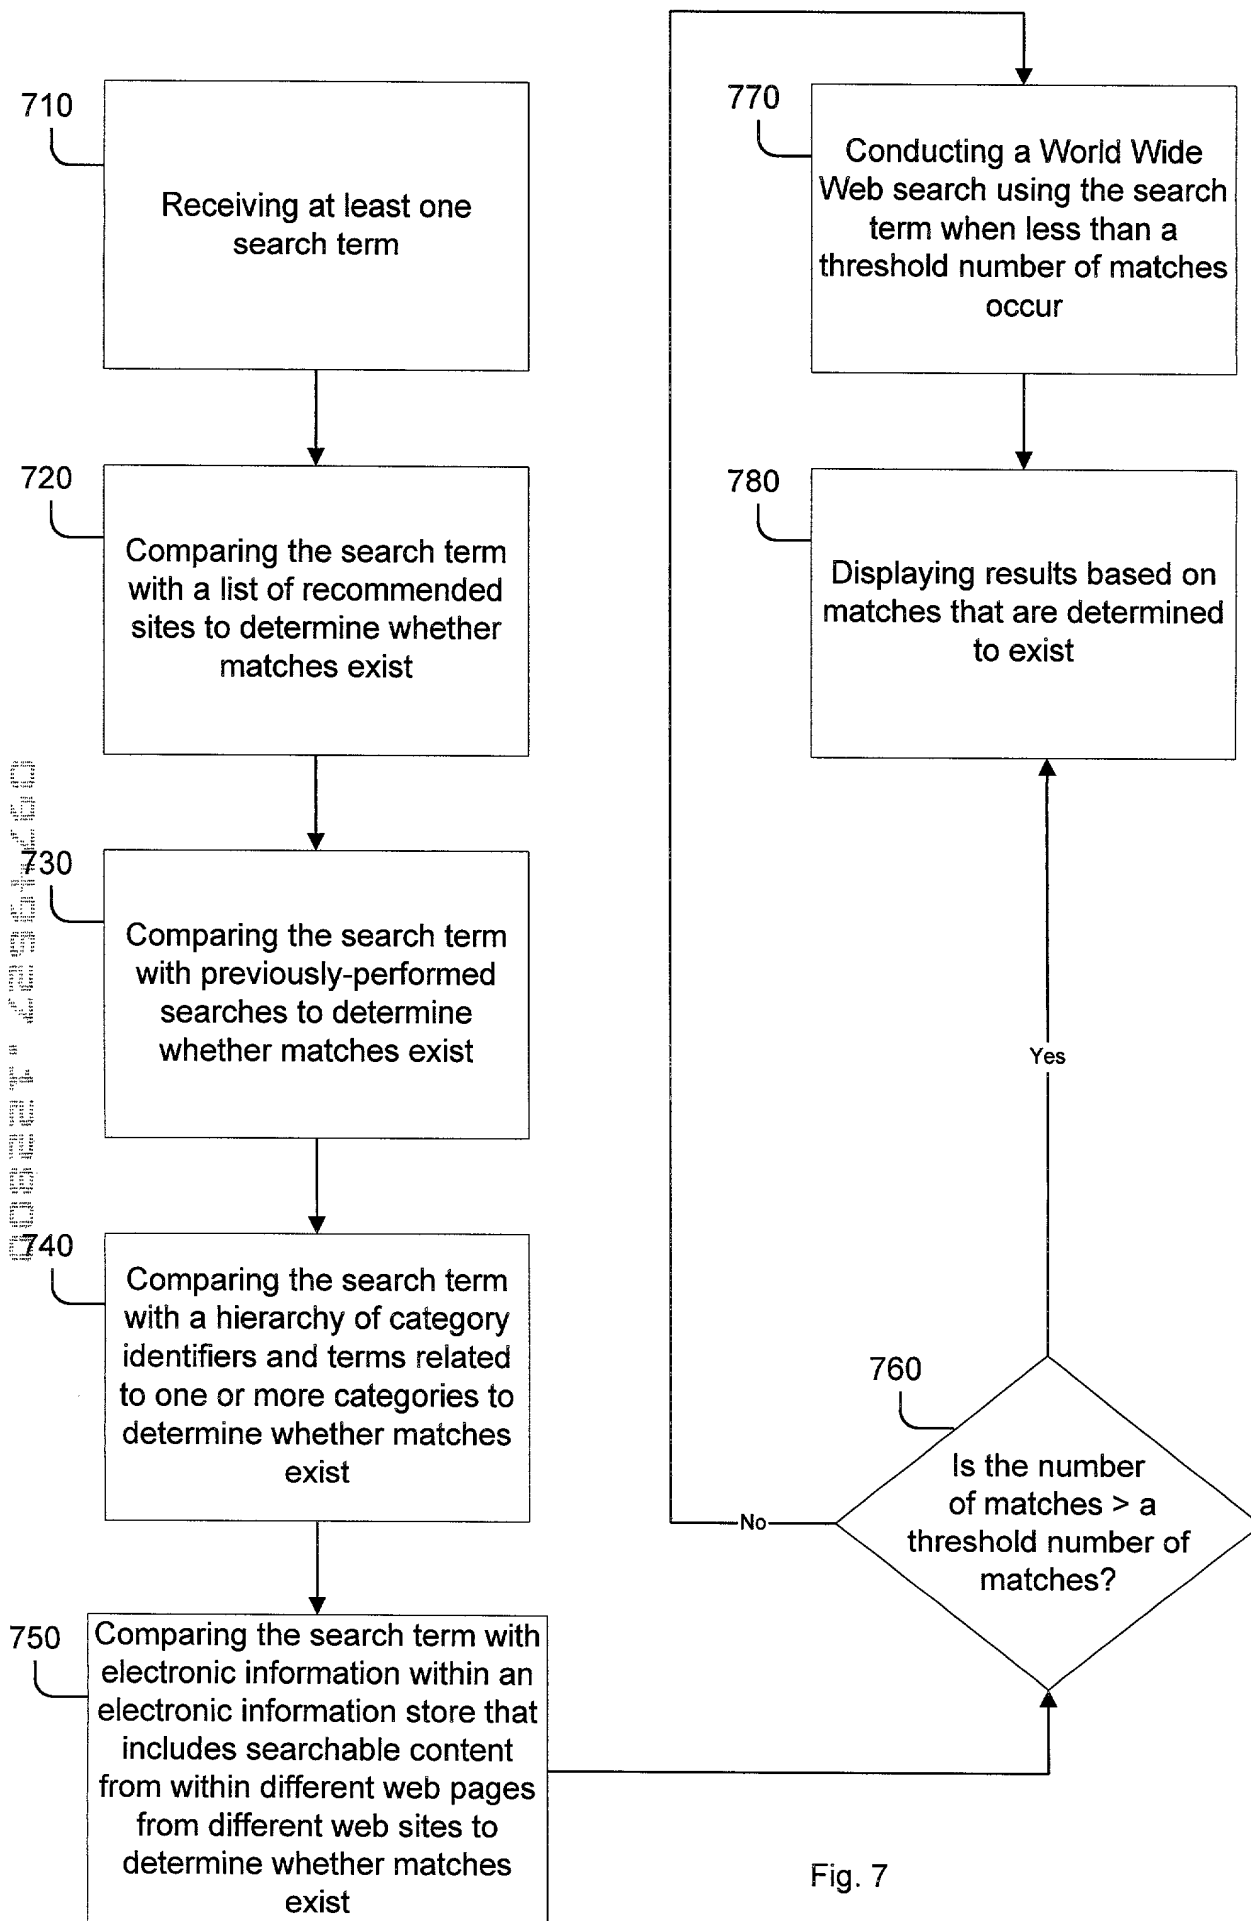 710
Receiving at least one
search term
720
Comparing the search term
with a list of recommended
sites to determine whether
matches exist
730
Comparing the search term
with previously-performed
searches to determine
whether matches exist
740
Comparing the search term
with a hierarchy of category
identifiers and terms related
to one or more categories to
determine whether matches
exist
750
Comparing the search term with
electronic information within an
electronic information store that
includes searchable content
from within different web pages
from different web sites to
determine whether matches
exist
760
Is the number
of matches > a
threshold number of
matches?
No
Yes
770
Conducting a World Wide
Web search using the search
term when less than a
threshold number of matches
occur
780
Displaying results based on
matches that are determined
to exist
Fig. 7